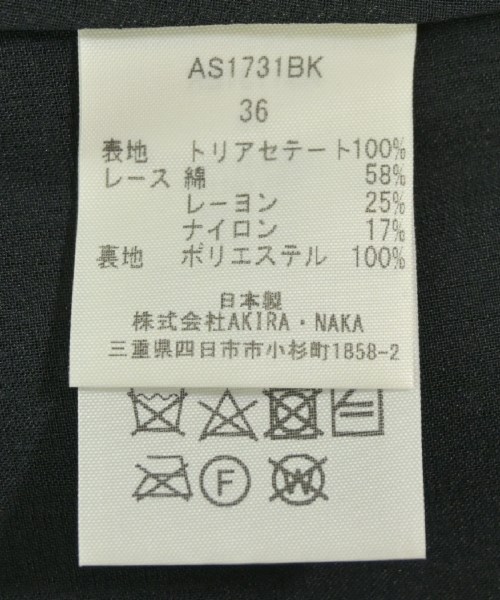 AS1731BK
36
表地 トリアセテート100%
レース 綿 58%
レーヨン 25%
ナイロン 17%
裏地 ポリエステル 100%
日本製
株式会社AKIRA・NAKA
三重県四日市市小杉町1858-2
F W